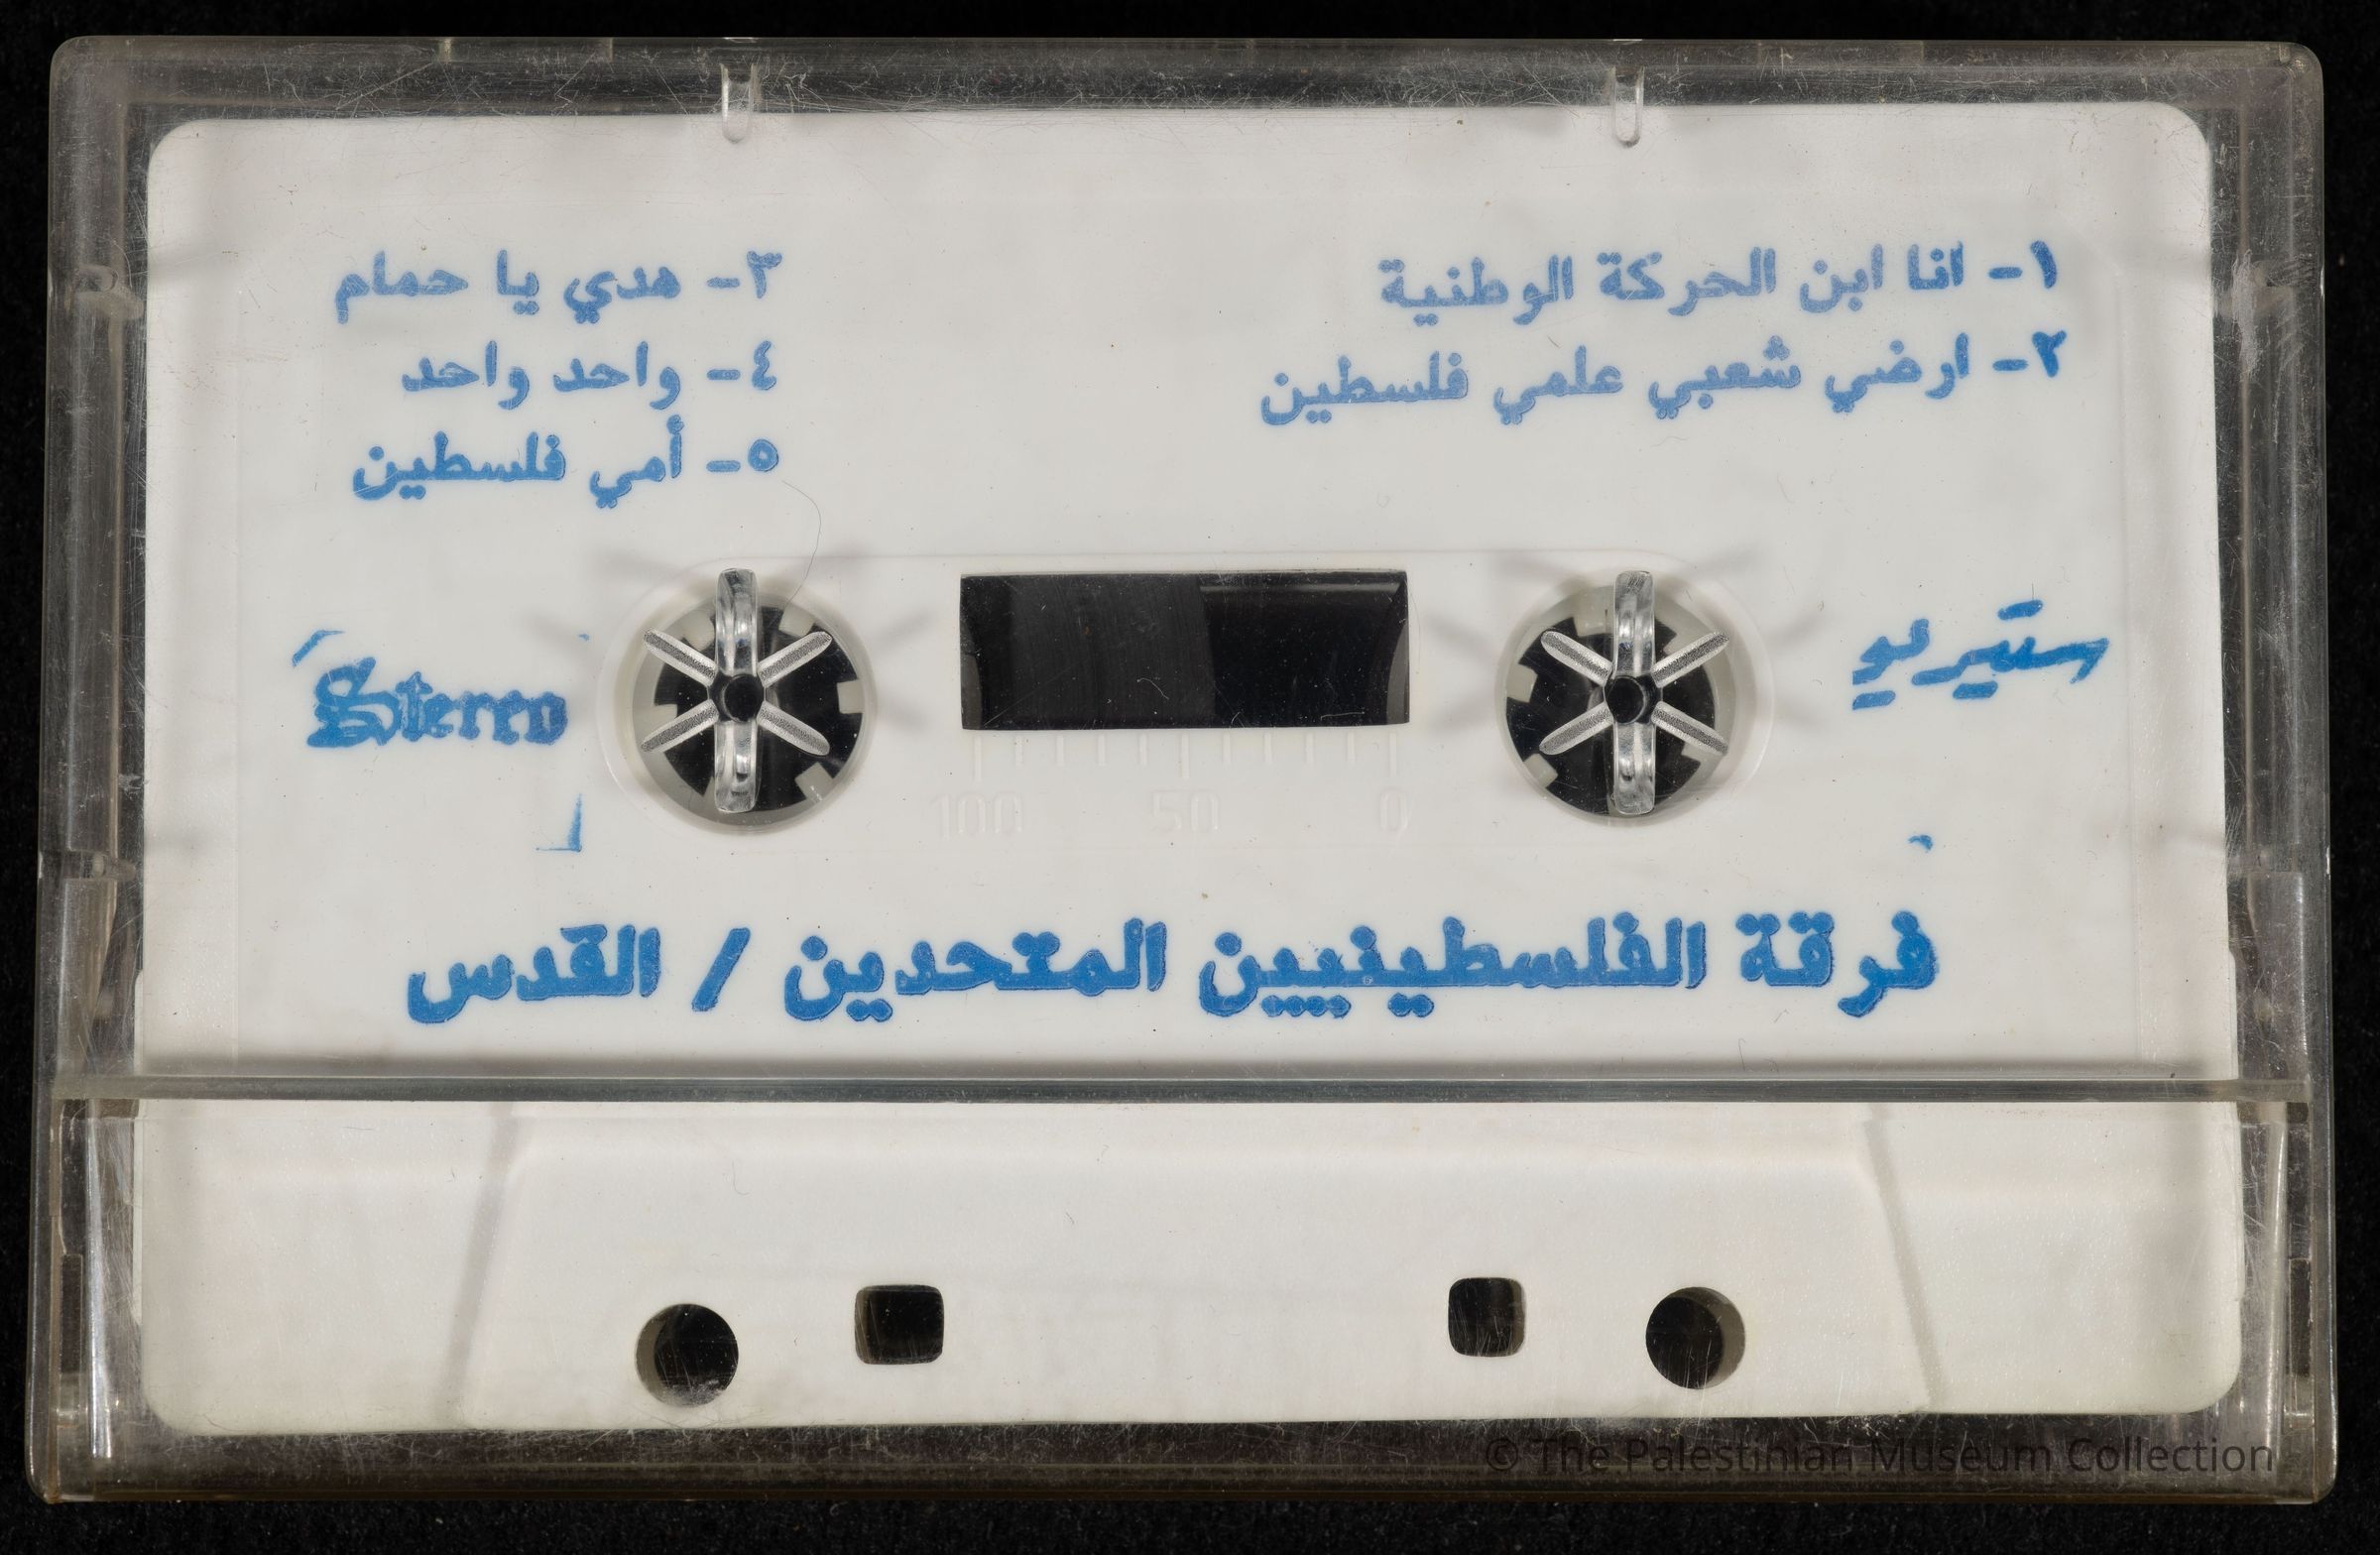 ١- انا ابن الحركة الوطنية
٢- ارضي شعبي علمي فلسطين
٣- هدي يا حمام
٤- واحد واحد
٥- أمي فلسطين
ستيريو
Stereo
100 50 0
فرقة الفلسطينيين المتحدين / القدس
© The Palestinian Museum Collection